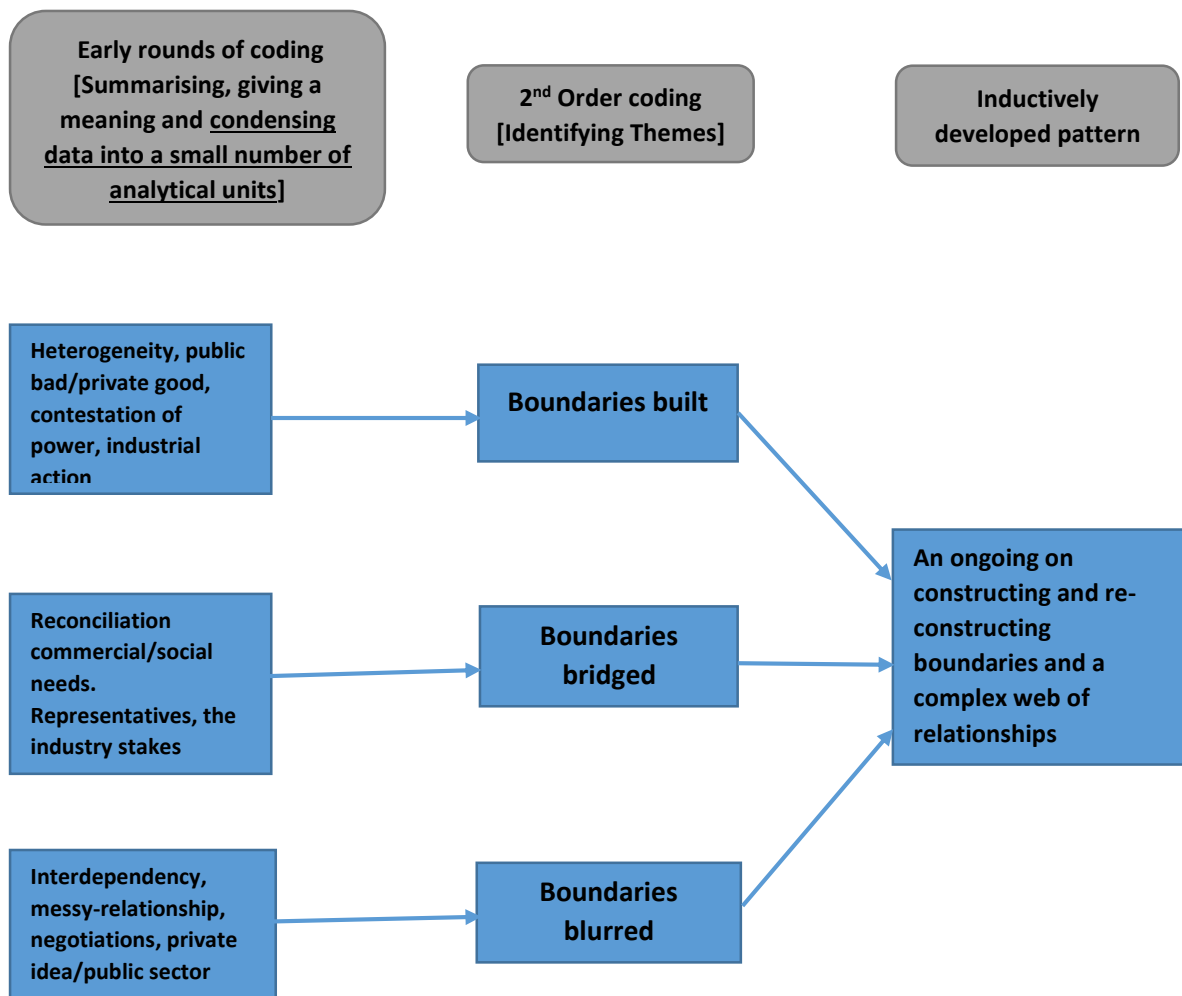 Early rounds of coding
[Summarising, giving a
meaning and condensing
data into a small number of
analytical units]
2nd Order coding
[Identifying Themes]
Inductively
developed pattern
Heterogeneity, public
bad/private good,
contestation of
power, industrial
action
Boundaries built
Reconciliation
commercial/social
needs.
Representatives, the
industry stakes
Boundaries
bridged
An ongoing on
constructing and re-
constructing
boundaries and a
complex web of
relationships
Interdependency,
messy-relationship,
negotiations, private
idea/public sector
Boundaries
blurred